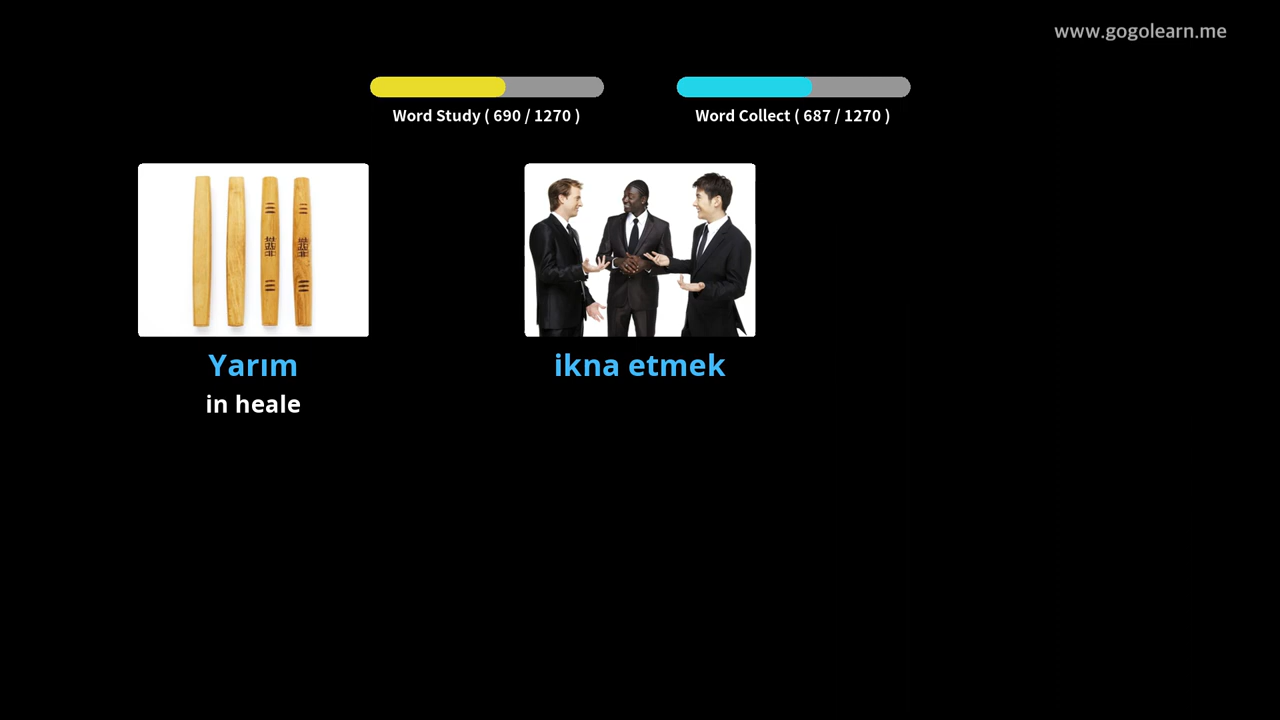 www.gogolearn.me
Word Study ( 690 / 1270 )
Word Collect ( 687 / 1270 )
Yarım
in heale
ikna etmek